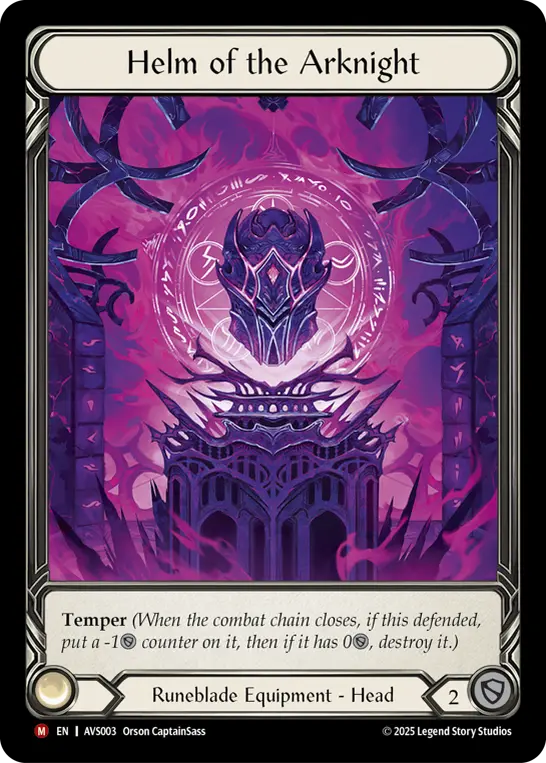 Helm of the Arknight
Temper (When the combat chain closes, if this defended,
put a -1 counter on it, then if it has 0, destroy it.)
Runeblade Equipment - Head
2
M EN | AVS003 Orson CaptainSass
© 2025 Legend Story Studios